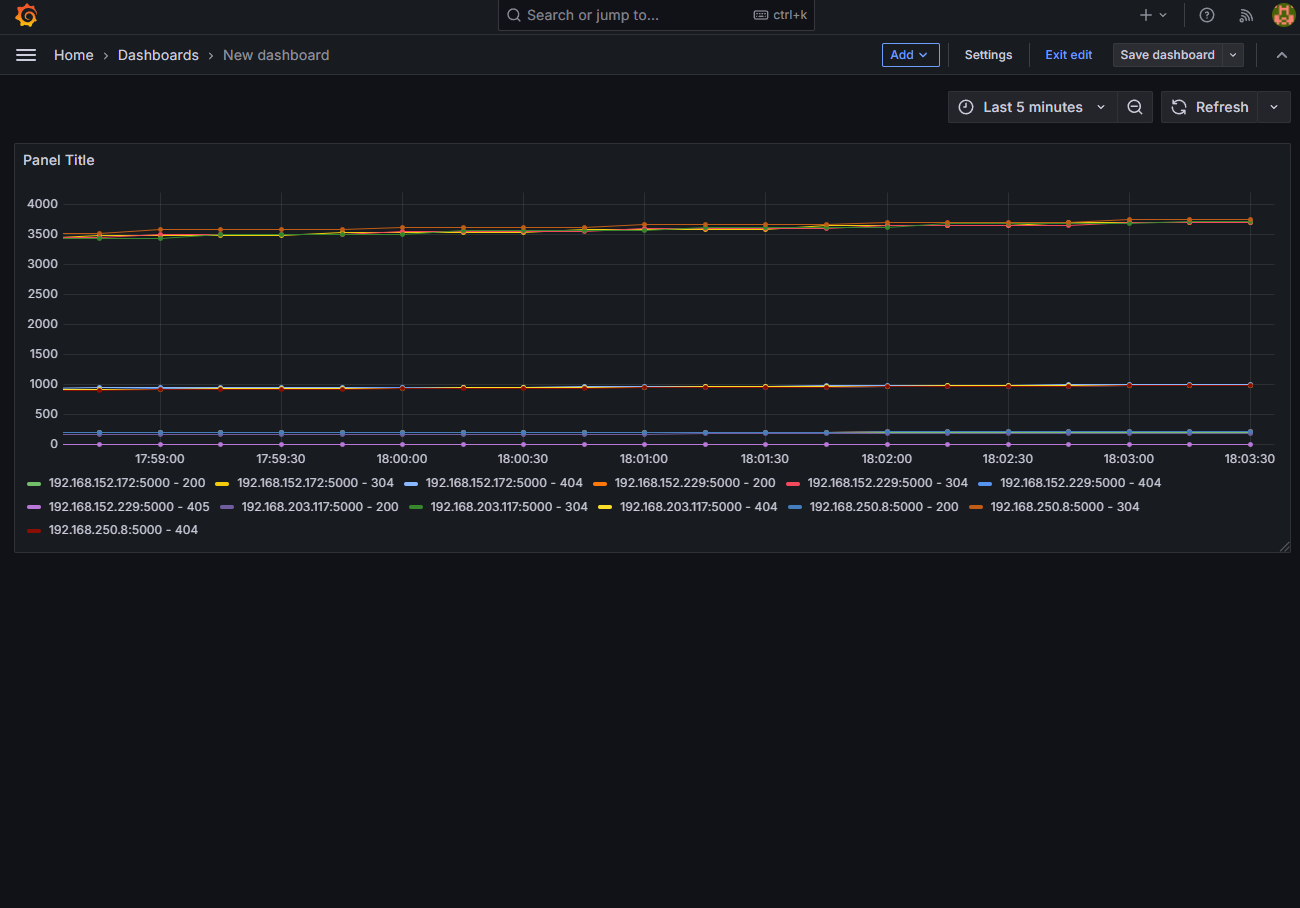 Search or jump to... ctrl+k
Home › Dashboards › New dashboard Add Settings Exit edit Save dashboard
Last 5 minutes Refresh
Panel Title
4000
3500
3000
2500
2000
1500
1000
500
0
17:59:00 17:59:30 18:00:00 18:00:30 18:01:00 18:01:30 18:02:00 18:02:30 18:03:00 18:03:30
192.168.152.172:5000 - 200 192.168.152.172:5000 - 304 192.168.152.172:5000 - 404 192.168.152.229:5000 - 200 192.168.152.229:5000 - 304 192.168.152.229:5000 - 404
192.168.152.229:5000 - 405 192.168.203.117:5000 - 200 192.168.203.117:5000 - 304 192.168.203.117:5000 - 404 192.168.250.8:5000 - 200 192.168.250.8:5000 - 304
192.168.250.8:5000 - 404